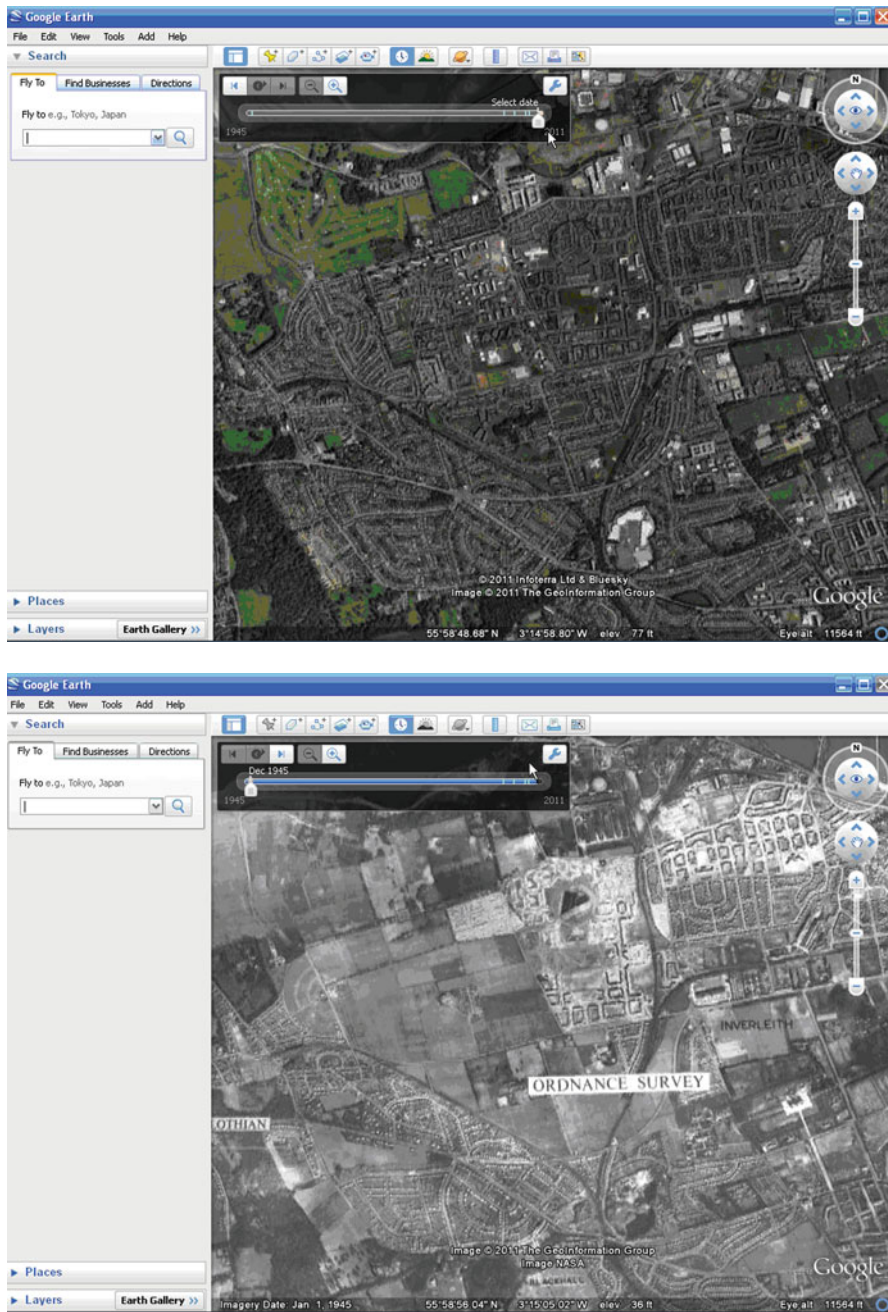 Google Earth
File Edit View Tools Add Help
Search
Fly To Find Businesses Directions
Fly to e.g., Tokyo, Japan
Select date
1945 2011
N
© 2011 Infoterra Ltd & Bluesky
Image © 2011 The GeoInformation Group
Google
Places
Layers Earth Gallery >>
55°58'48.68" N 3°14'58.80" W elev 77 ft Eye alt 11564 ft
Google Earth
File Edit View Tools Add Help
Search
Fly To Find Businesses Directions
Fly to e.g., Tokyo, Japan
Dec 1945
1945 2011
N
INVERLEITH
ORDNANCE SURVEY
OTHIAN
Image © 2011 The GeoInformation Group
Image NASA
BLACKHALL
Google
Places
Layers Earth Gallery >>
Imagery Date: Jan. 1, 1945 55°58'56.04" N 3°15'05.02" W elev 36 ft Eye alt 11564 ft